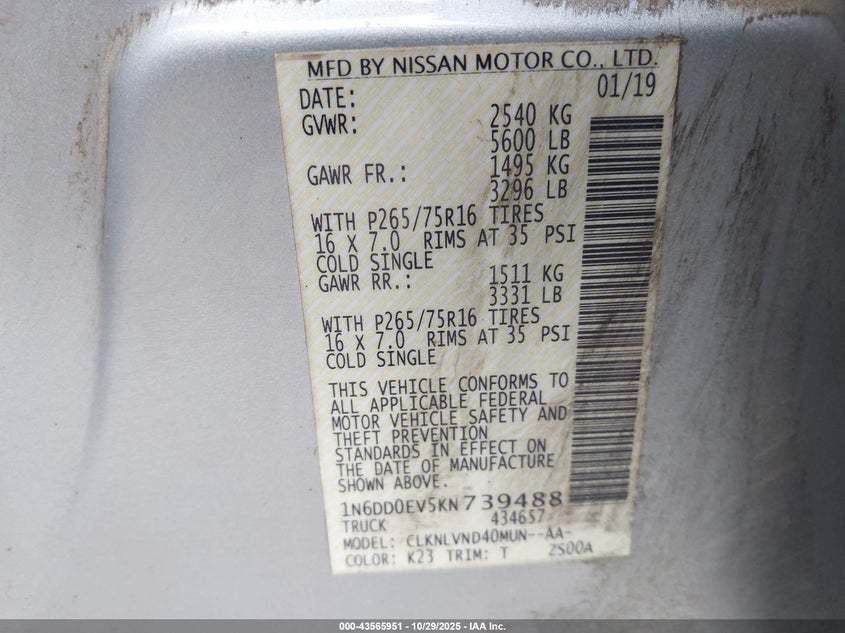 MFD BY NISSAN MOTOR CO., LTD.
DATE: 01/19
GVWR: 2540 KG
5600 LB
GAWR FR.: 1495 KG
3296 LB
WITH P265/75R16 TIRES
16 X 7.0 RIMS AT 35 PSI
COLD SINGLE
GAWR RR.: 1511 KG
3331 LB
WITH P265/75R16 TIRES
16 X 7.0 RIMS AT 35 PSI
COLD SINGLE
THIS VEHICLE CONFORMS TO
ALL APPLICABLE FEDERAL
MOTOR VEHICLE SAFETY AND
THEFT PREVENTION
STANDARDS IN EFFECT ON
THE DATE OF MANUFACTURE
SHOWN ABOVE.
1N6DD0EV5KN739488
TRUCK 434657
MODEL: CLKNLVND40MUN--AA-
COLOR: K23 TRIM: T ZS00A
000-43565951 - 10/29/2025 - IAA Inc.